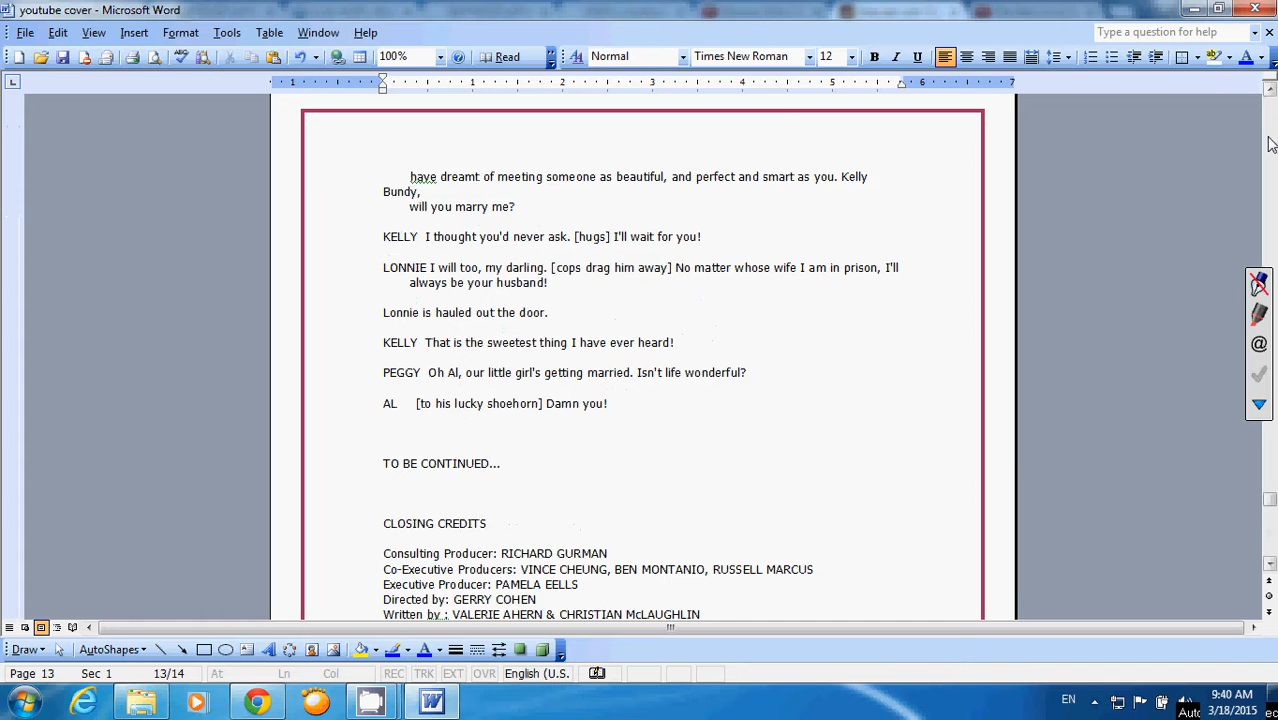 youtube cover - Microsoft Word
File Edit View Insert Format Tools Table Window Help
Type a question for help
100% Read Normal Times New Roman 12 B I U
1 1 2 3 4 5 6 7
have dreamt of meeting someone as beautiful, and perfect and smart as you. Kelly
Bundy,
will you marry me?
KELLY I thought you'd never ask. [hugs] I'll wait for you!
LONNIE I will too, my darling. [cops drag him away] No matter whose wife I am in prison, I'll
always be your husband!
Lonnie is hauled out the door.
KELLY That is the sweetest thing I have ever heard!
PEGGY Oh Al, our little girl's getting married. Isn't life wonderful?
AL [to his lucky shoehorn] Damn you!
TO BE CONTINUED...
CLOSING CREDITS
Consulting Producer: RICHARD GURMAN
Co-Executive Producers: VINCE CHEUNG, BEN MONTANIO, RUSSELL MARCUS
Executive Producer: PAMELA EELLS
Directed by: GERRY COHEN
Written by : VALERIE AHERN & CHRISTIAN McLAUGHLIN
Draw AutoShapes
Page 13 Sec 1 13/14 At Ln Col REC TRK EXT OVR English (U.S.
EN
9:40 AM
3/18/2015